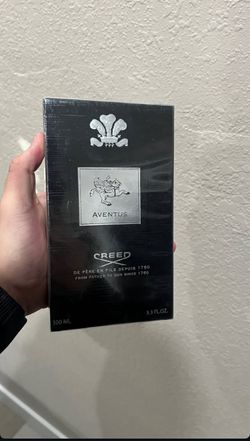 AVENTUS
CREED
DE PÈRE EN FILS DEPUIS 1760
FROM FATHER TO SON SINCE 1760
100 ML 3.3 FL.OZ.